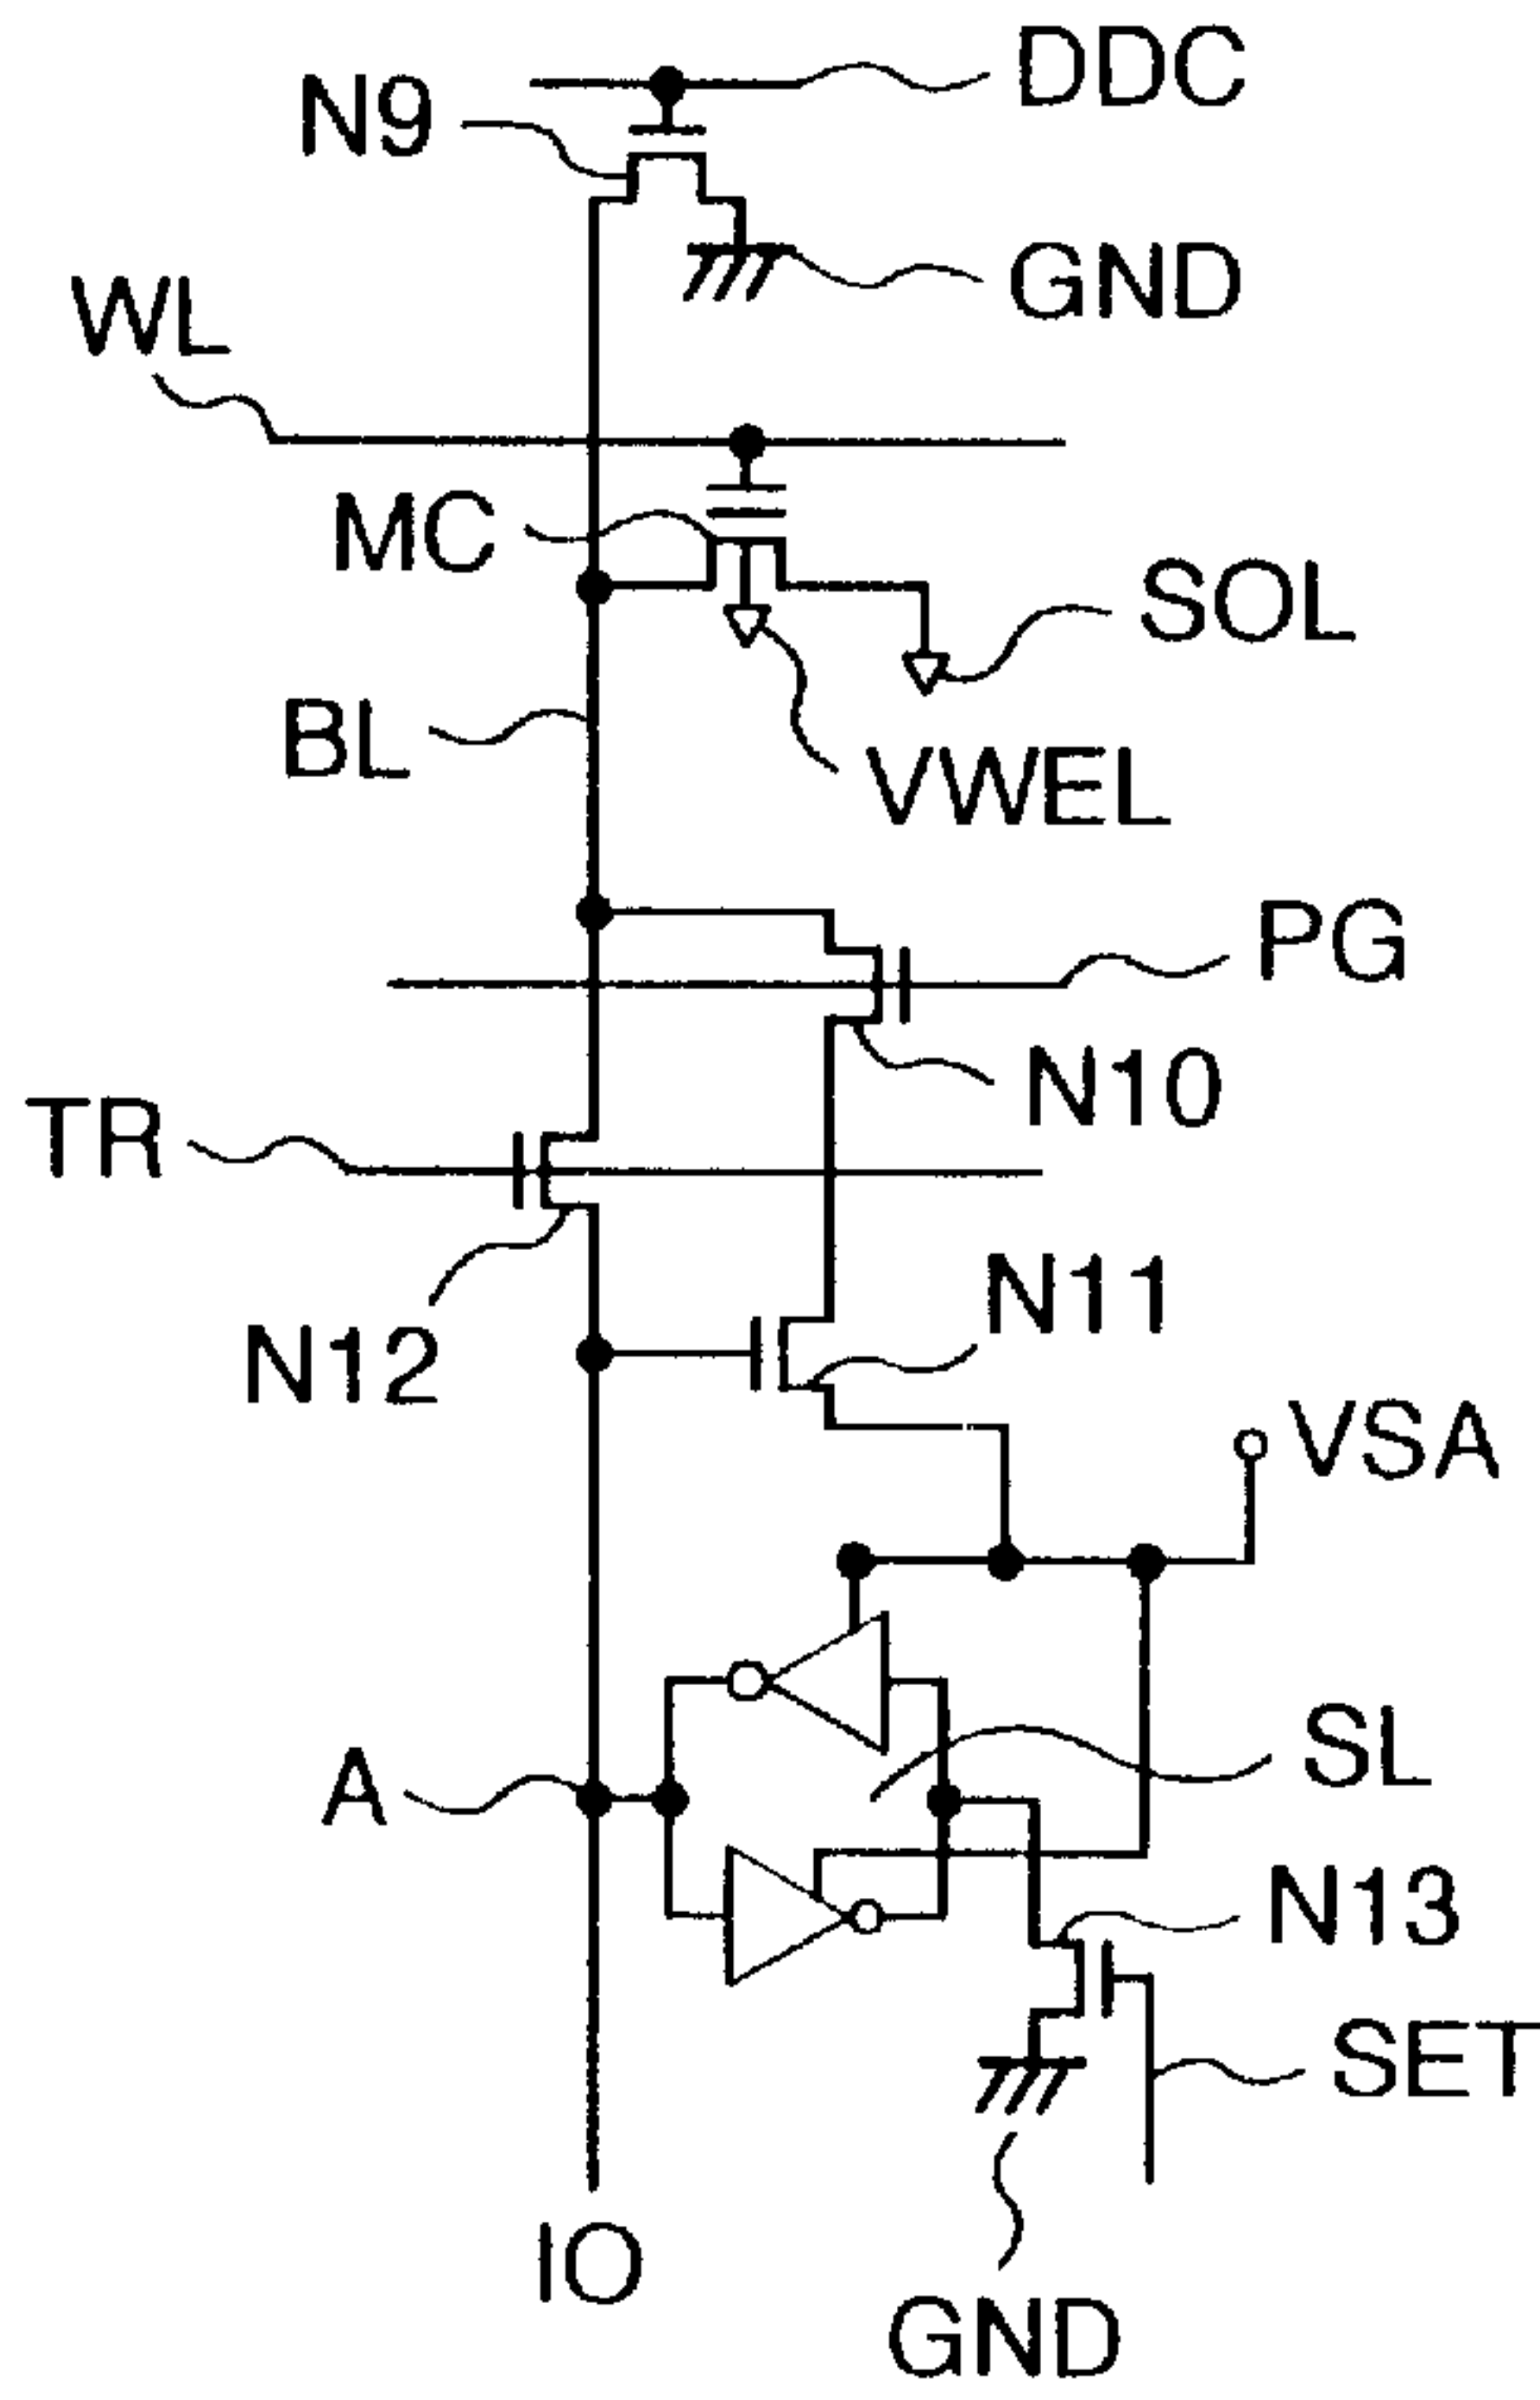 DDC
N9
GND
WL
MC
SOL
BL
VWEL
PG
N10
TR
N11
N12
VSA
SL
A
N13
SET
IO
GND